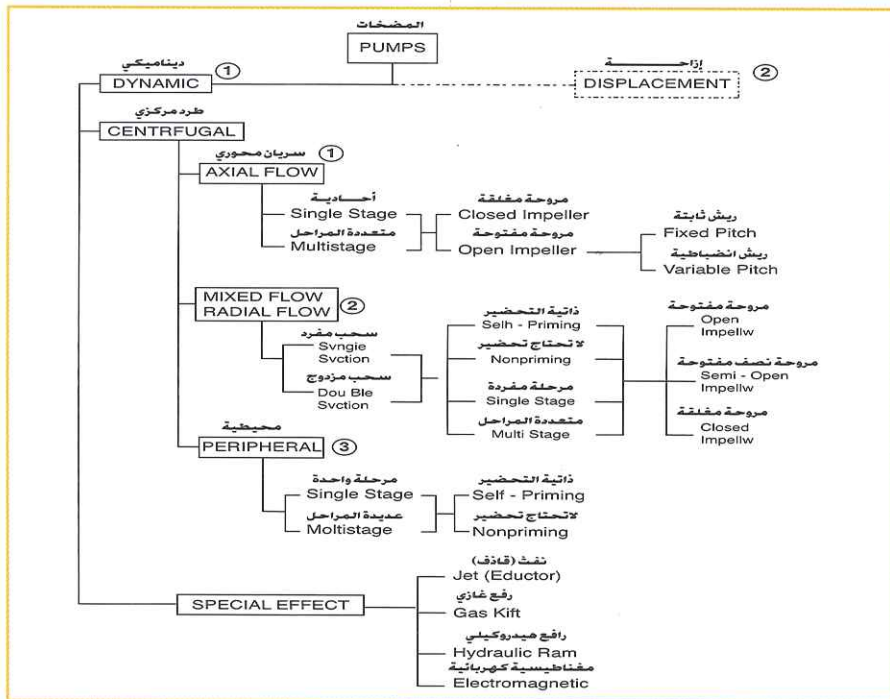 المضخات
PUMPS
ديناميكي
DYNAMIC
1
إزاحــــــــــة
DISPLACEMENT
2
طرد مركزي
CENTRFUGAL
سريان محوري
AXIAL FLOW
1
أحـاديـة
Single Stage
متعددة المراحل
Multistage
مروحة مغلقة
Closed Impeller
مروحة مفتوحة
Open Impeller
ريش ثابتة
Fixed Pitch
ريش انضباطية
Variable Pitch
MIXED FLOW
RADIAL FLOW
2
سحب مفرد
Svngie
Svction
سحب مزدوج
Dou Ble
Svction
ذاتية التحضير
Selh - Priming
لاتحتاج تحضير
Nonpriming
مرحلة مفردة
Single Stage
متعددة المراحل
Multi Stage
مروحة مفتوحة
Open
Impellw
مروحة نصف مفتوحة
Semi - Open
Impellw
مروحة مغلقة
Closed
Impellw
محيطية
PERIPHERAL
3
مرحلة واحدة
Single Stage
عديدة المراحل
Moltistage
ذاتية التحضير
Self - Priming
لاتحتاج تحضير
Nonpriming
SPECIAL EFFECT
نفث (قاذف)
Jet (Eductor)
رفع غازي
Gas Kift
رافع هيدروكيلي
Hydraulic Ram
مغناطيسية كهربائية
Electromagnetic